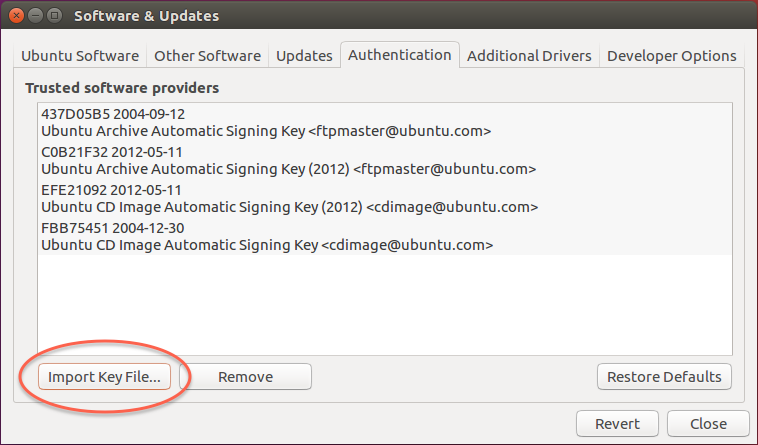 Software & Updates
Ubuntu Software Other Software Updates Authentication Additional Drivers Developer Options
Trusted software providers
437D05B5 2004-09-12
Ubuntu Archive Automatic Signing Key <ftpmaster@ubuntu.com>
C0B21F32 2012-05-11
Ubuntu Archive Automatic Signing Key (2012) <ftpmaster@ubuntu.com>
EFE21092 2012-05-11
Ubuntu CD Image Automatic Signing Key (2012) <cdimage@ubuntu.com>
FBB75451 2004-12-30
Ubuntu CD Image Automatic Signing Key <cdimage@ubuntu.com>
Import Key File... Remove Restore Defaults
Revert Close